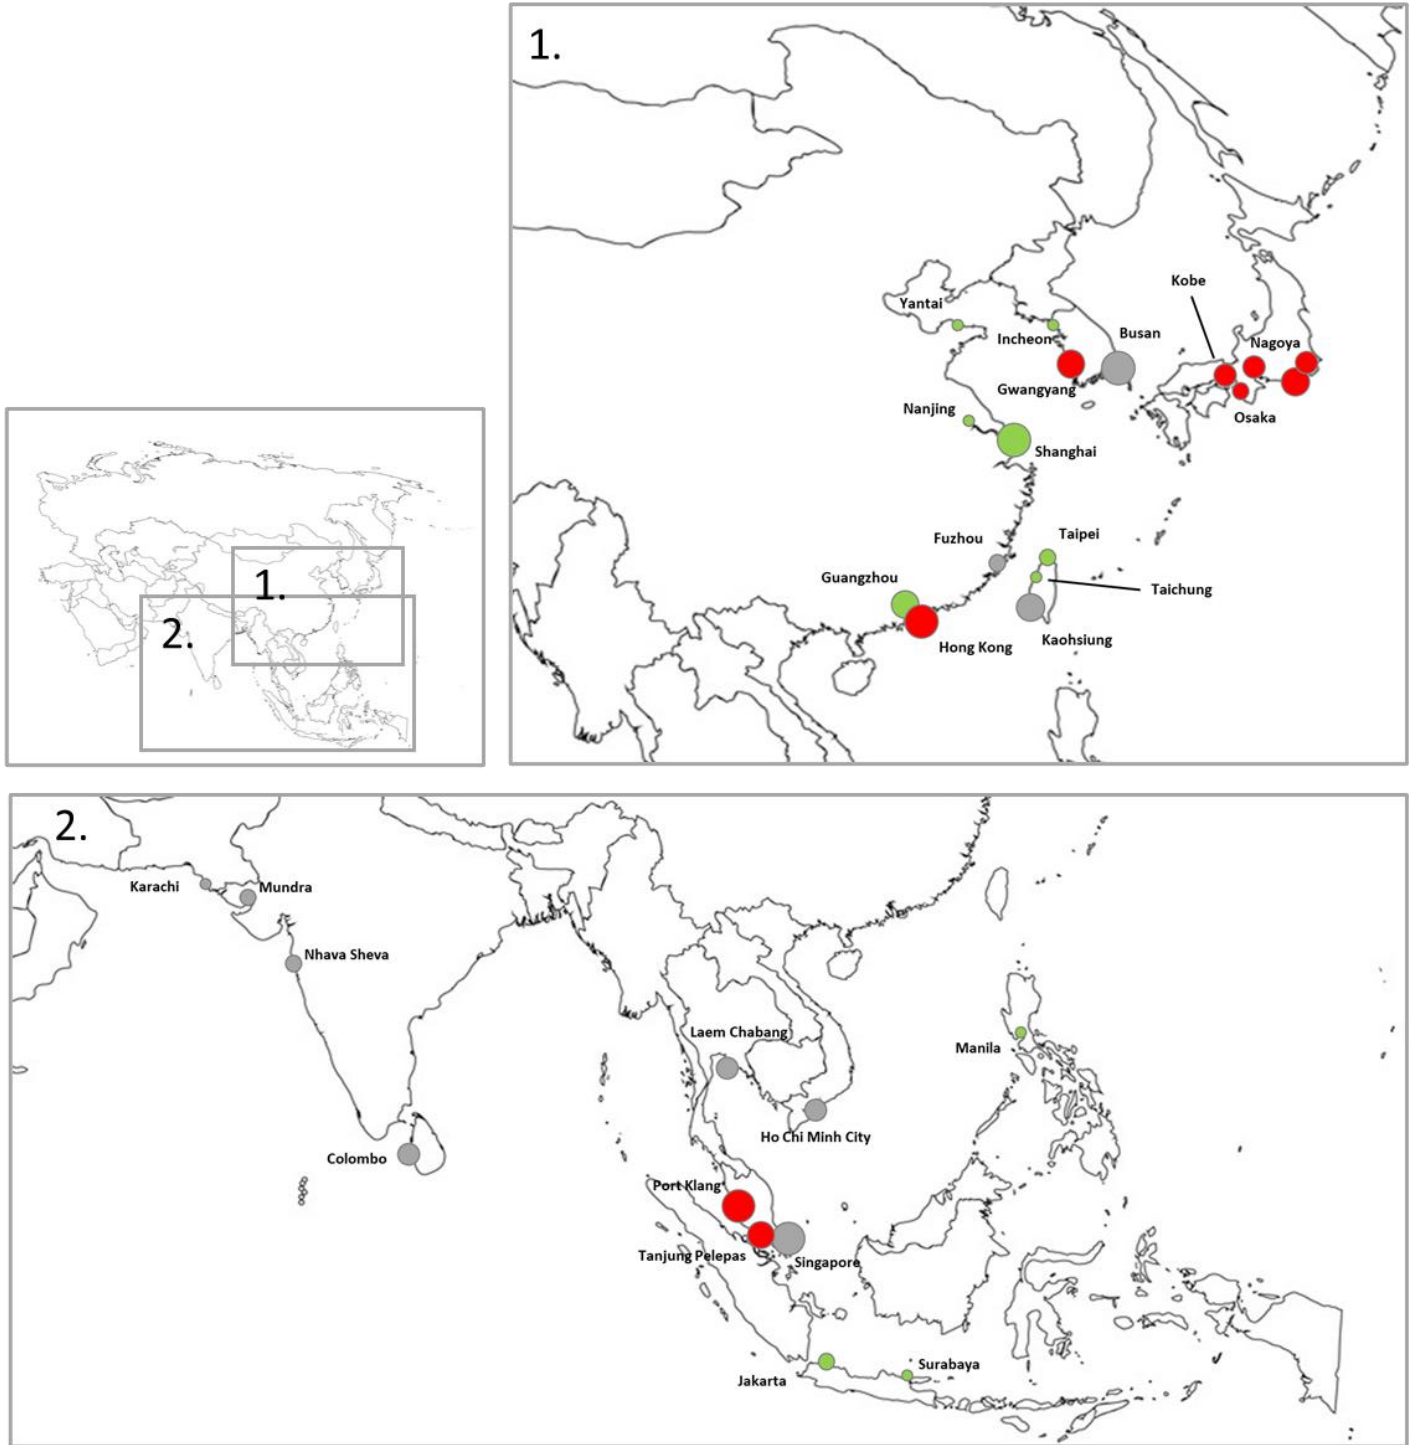 1.
Kobe
Yantai
Incheon
Busan
Nagoya
Gwangyang
Nanjing
Osaka
Shanghai
Fuzhou
Taipei
Guangzhou
Taichung
Hong Kong
Kaohsiung
1.
2.
2.
Karachi
Mundra
Nhava Sheva
Laem Chabang
Manila
Ho Chi Minh City
Colombo
Port Klang
Tanjung Pelepas
Singapore
Surabaya
Jakarta